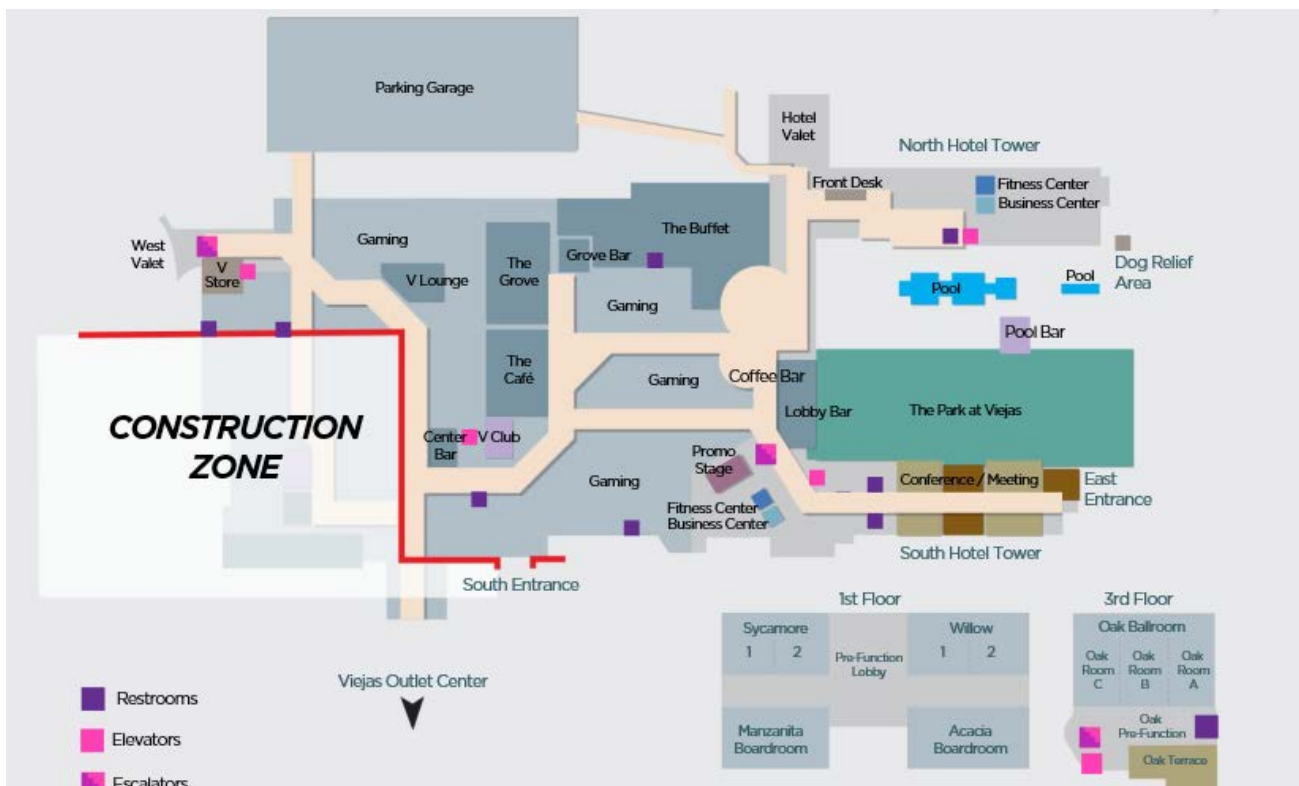 Parking Garage
Hotel
Valet
North Hotel Tower
Front Desk
Fitness Center
Business Center
West
Valet
Gaming
The Buffet
Grove Bar
The
Grove
V
Store
V Lounge
Dog Relief
Area
Pool
Pool
Gaming
Pool Bar
The
Café
Gaming
Coffee Bar
Lobby Bar
The Park at Viejas
CONSTRUCTION
ZONE
Center
Bar
V Club
Promo
Stage
Gaming
Conference / Meeting
East
Entrance
Fitness Center
Business Center
South Hotel Tower
South Entrance
1st Floor
3rd Floor
Sycamore
1 2
Pre-Function
Lobby
Willow
1 2
Oak Ballroom
Oak
Room
C
Oak
Room
B
Oak
Room
A
Viejas Outlet Center
Restrooms
Elevators
Escalators
Manzanita
Boardroom
Acacia
Boardroom
Oak
Pre-Function
Oak Terrace